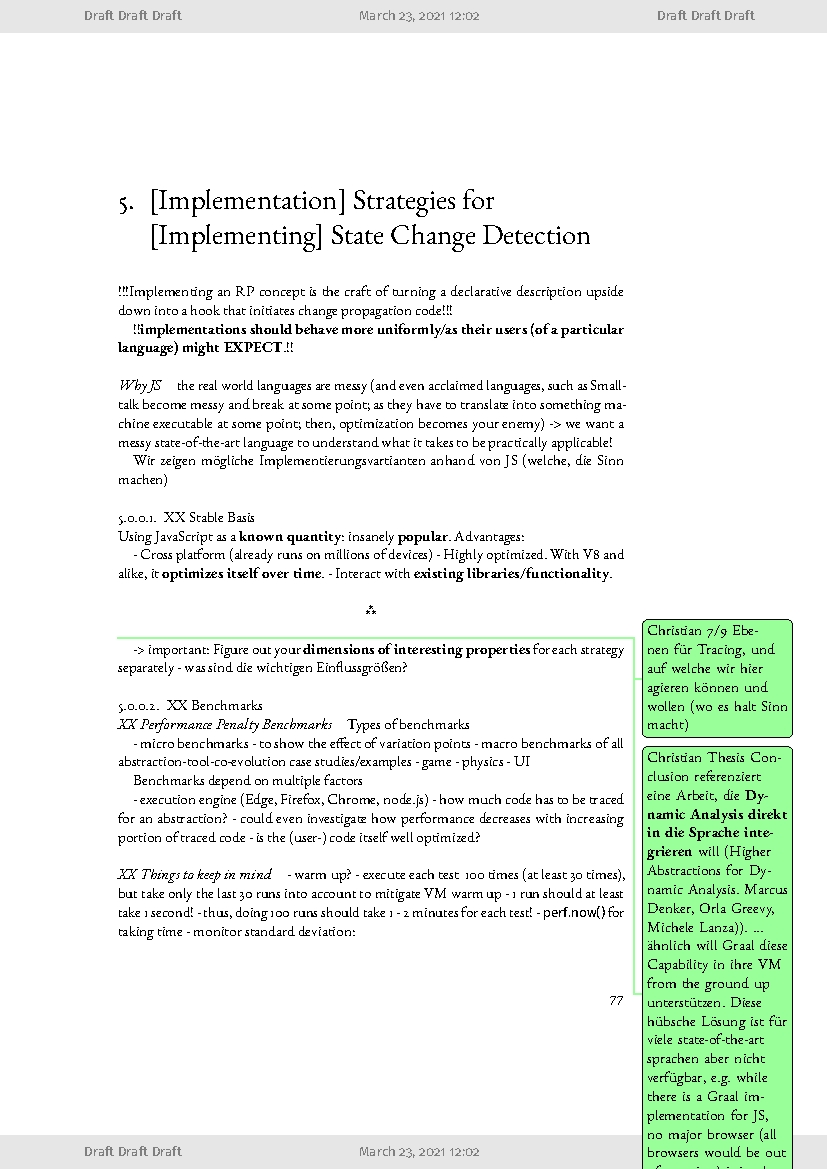 Draft Draft Draft March 23, 2021 12:02 Draft Draft Draft
5. [Implementation] Strategies for
[Implementing] State Change Detection
!!!Implementing an RP concept is the craft of turning a declarative description upside
down into a hook that initiates change propagation code!!!
!!implementations should behave more uniformly/as their users (of a particular
language) might EXPECT.!!
Why JS the real world languages are messy (and even acclaimed languages, such as Small-
talk become messy and break at some point; as they have to translate into something ma-
chine executable at some point; then, optimization becomes your enemy) -> we want a
messy state-of-the-art language to understand what it takes to be practically applicable!
Wir zeigen mögliche Implementierungsvartianten anhand von JS (welche, die Sinn
machen)
5.0.0.1. XX Stable Basis
Using JavaScript as a known quantity: insanely popular. Advantages:
- Cross platform (already runs on millions of devices) - Highly optimized. With V8 and
alike, it optimizes itself over time. - Interact with existing libraries/functionality.
⁂
-> important: Figure out your dimensions of interesting properties for each strategy
separately - was sind die wichtigen Einflussgrößen?
5.0.0.2. XX Benchmarks
XX Performance Penalty Benchmarks Types of benchmarks
- micro benchmarks - to show the effect of variation points - macro benchmarks of all
abstraction-tool-co-evolution case studies/examples - game - physics - UI
Benchmarks depend on multiple factors
- execution engine (Edge, Firefox, Chrome, node.js) - how much code has to be traced
for an abstraction? - could even investigate how performance decreases with increasing
portion of traced code - is the (user-) code itself well optimized?
XX Things to keep in mind - warm up? - execute each test 100 times (at least 30 times),
but take only the last 30 runs into account to mitigate VM warm up - 1 run should at least
take 1 second! - thus, doing 100 runs should take 1 - 2 minutes for each test! - perf.now() for
taking time - monitor standard deviation:
77
Christian 7/9 Ebe-
nen für Tracing, und
auf welche wir hier
agieren können und
wollen (wo es halt Sinn
macht)
Christian Thesis Con-
clusion referenziert
eine Arbeit, die Dy-
namic Analysis direkt
in die Sprache inte-
grieren will (Higher
Abstractions for Dy-
namic Analysis. Marcus
Denker, Orla Greevy,
Michele Lanza)). ...
ähnlich will Graal diese
Capability in ihre VM
from the ground up
unterstützen. Diese
hübsche Lösung ist für
viele state-of-the-art
sprachen aber nicht
verfügbar, e.g. while
there is a Graal im-
plementation for JS,
no major browser (all
browsers would be out
Draft Draft Draft March 23, 2021 12:02